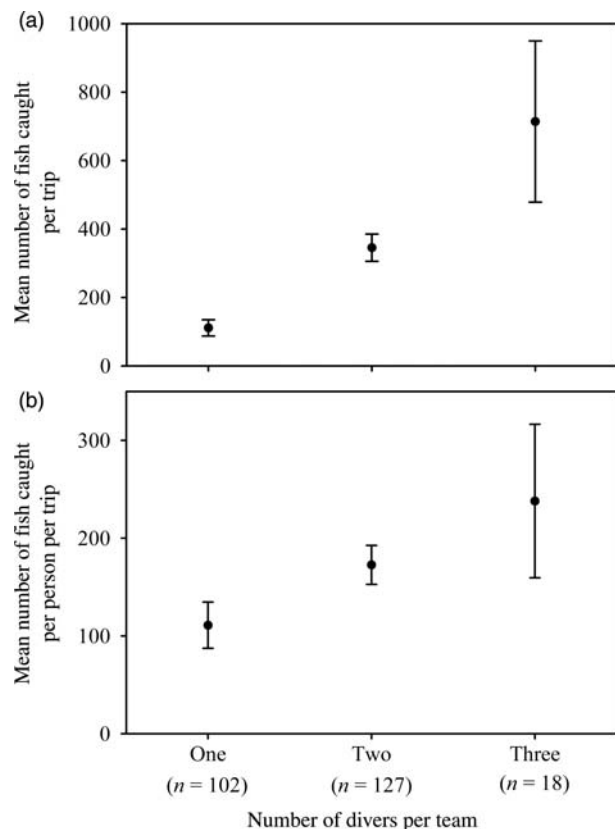 (a)
1000
800
600
400
200
0
Mean number of fish caught
per trip
(b)
300
200
100
0
Mean number of fish caught
per person per trip
One
Two
Three
(n = 102)
(n = 127)
(n = 18)
Number of divers per team